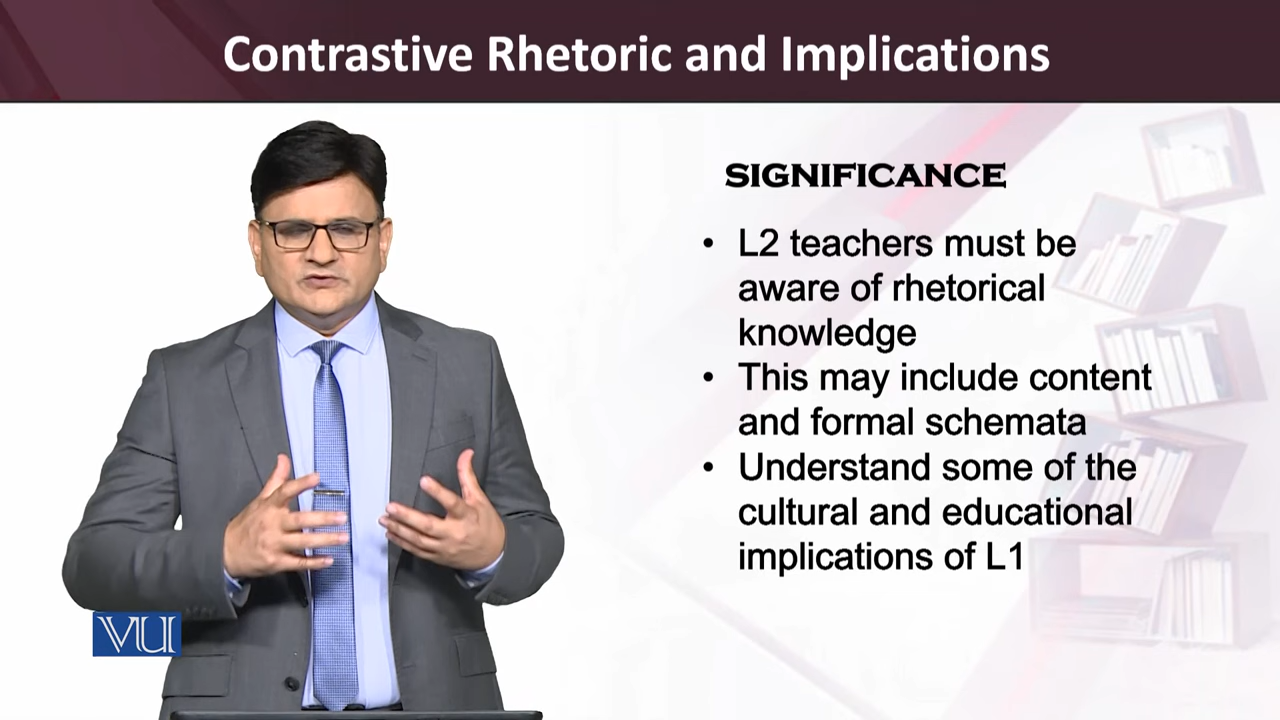 Contrastive Rhetoric and Implications
SIGNIFICANCE
• L2 teachers must be
aware of rhetorical
knowledge
• This may include content
and formal schemata
• Understand some of the
cultural and educational
implications of L1
VU